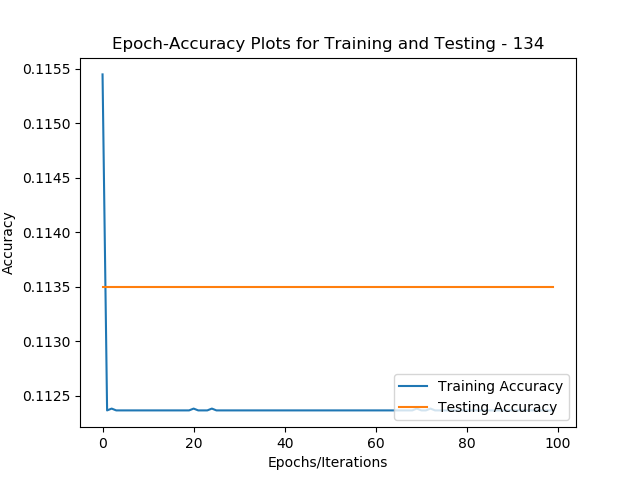 Epoch-Accuracy Plots for Training and Testing - 134
0.1155
0.1150
0.1145
0.1140
0.1135
0.1130
0.1125
Accuracy
Training Accuracy
Testing Accuracy
0 20 40 60 80 100
Epochs/Iterations